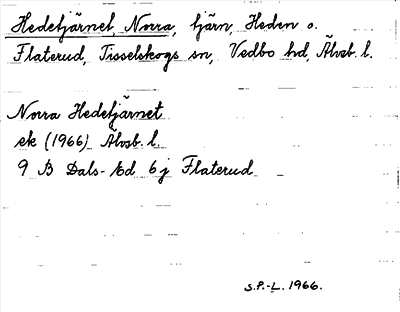 Hedetjärnet Norra, tjärn, Heden o.
Flaterud, Tisselskogs sn, Vedbo hd, Älvsb. l.
Norra Hedetjärnet
ek (1966) Älvsb. l.
9 B Dals-Ed 6j Flaterud
S.P.-L. 1966.